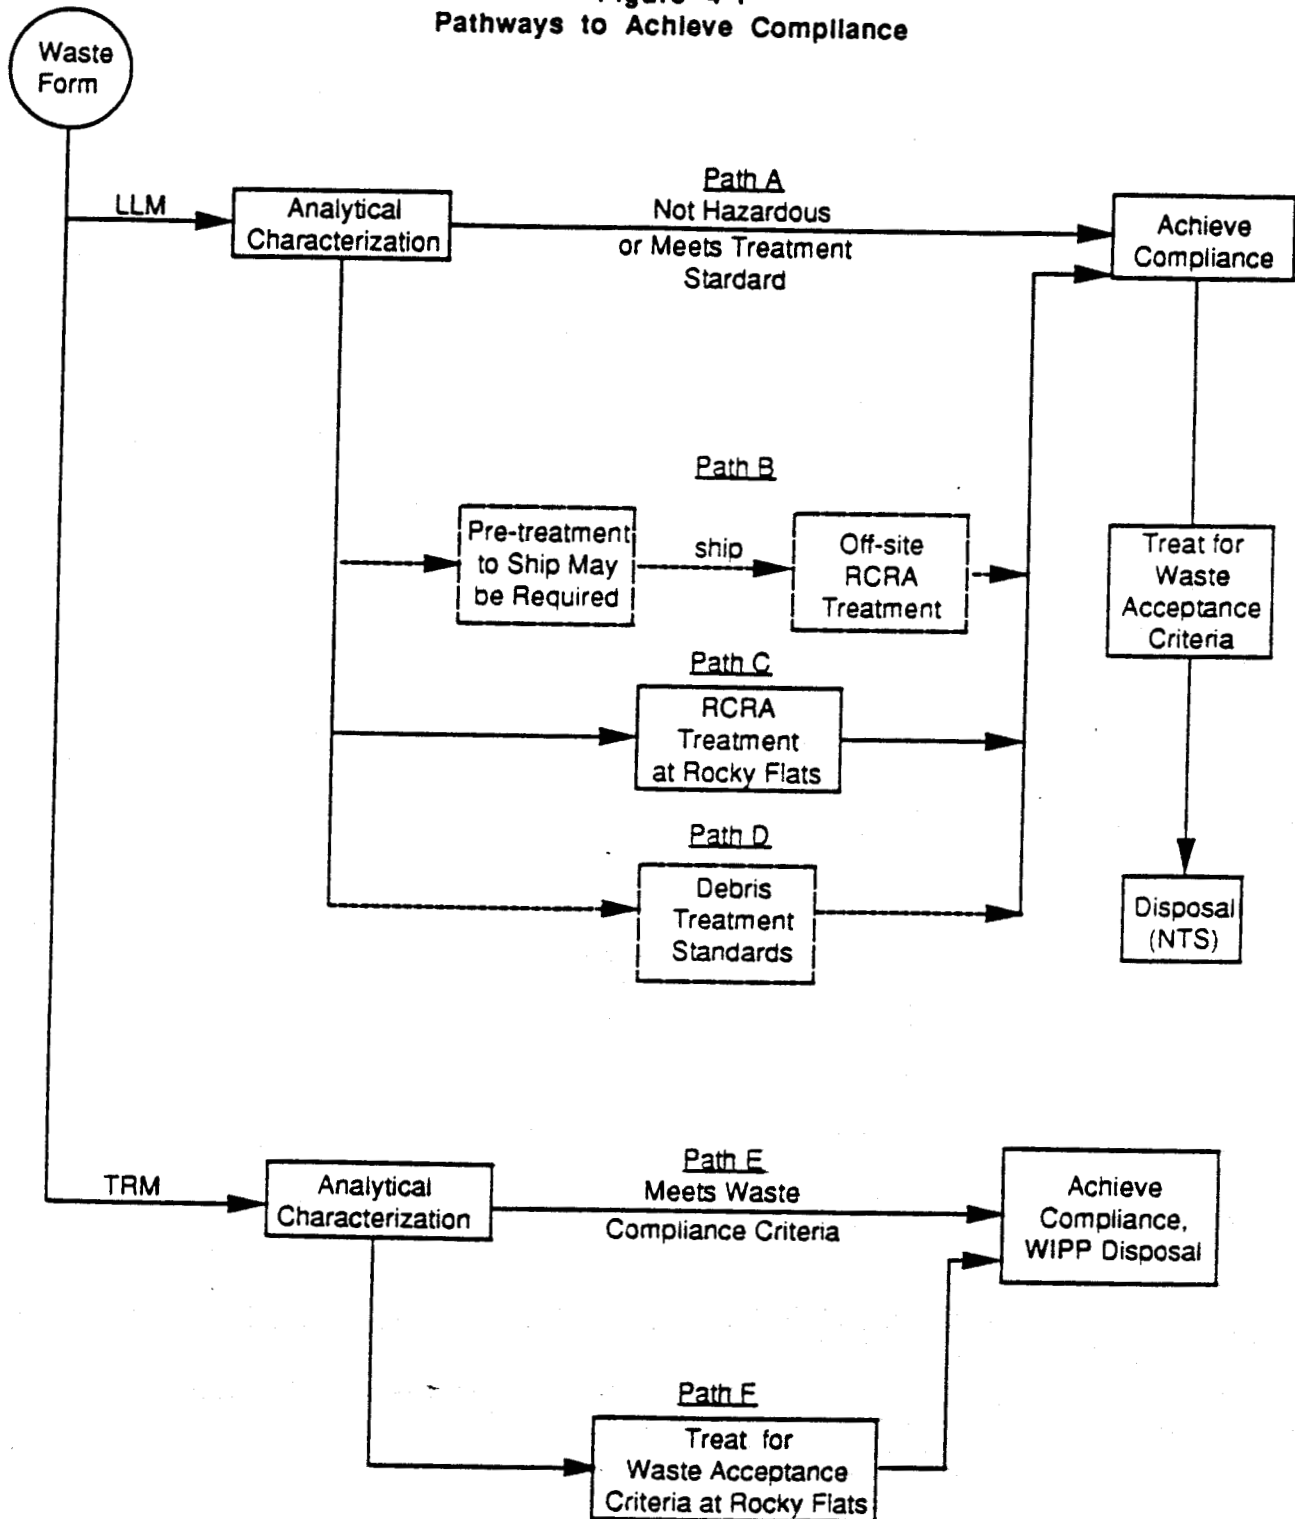 Pathways to Achieve Compliance
Waste
Form
LLM
Analytical
Characterization
Path A
Not Hazardous
or Meets Treatment
Stardard
Achieve
Compliance
Path B
Pre-treatment
to Ship May
be Required
ship
Off-site
RCRA
Treatment
Treat for
Waste
Acceptance
Criteria
Path C
RCRA
Treatment
at Rocky Flats
Path D
Debris
Treatment
Standards
Disposal
(NTS)
TRM
Analytical
Characterization
Path E
Meets Waste
Compliance Criteria
Achieve
Compliance,
WIPP Disposal
Path F
Treat for
Waste Acceptance
Criteria at Rocky Flats